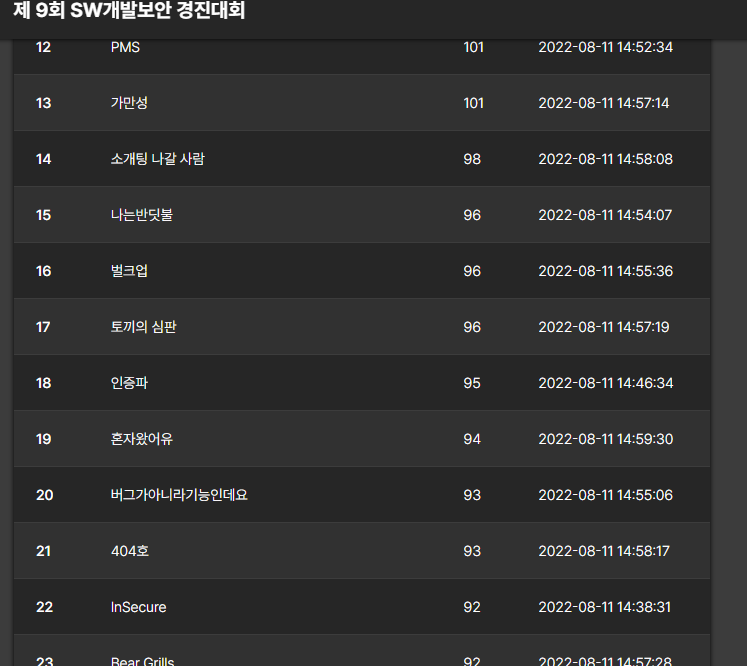 제 9회 SW개발보안 경진대회
12 PMS 101 2022-08-11 14:52:34
13 가만성 101 2022-08-11 14:57:14
14 소개팅 나갈 사람 98 2022-08-11 14:58:08
15 나는반딧불 96 2022-08-11 14:54:07
16 벌크업 96 2022-08-11 14:55:36
17 토끼의 심판 96 2022-08-11 14:57:19
18 인증파 95 2022-08-11 14:46:34
19 혼자왔어유 94 2022-08-11 14:59:30
20 버그가아니라기능인데요 93 2022-08-11 14:55:06
21 404호 93 2022-08-11 14:58:17
22 InSecure 92 2022-08-11 14:38:31
23 Bear Grills 92 2022-08-11 14:57:28